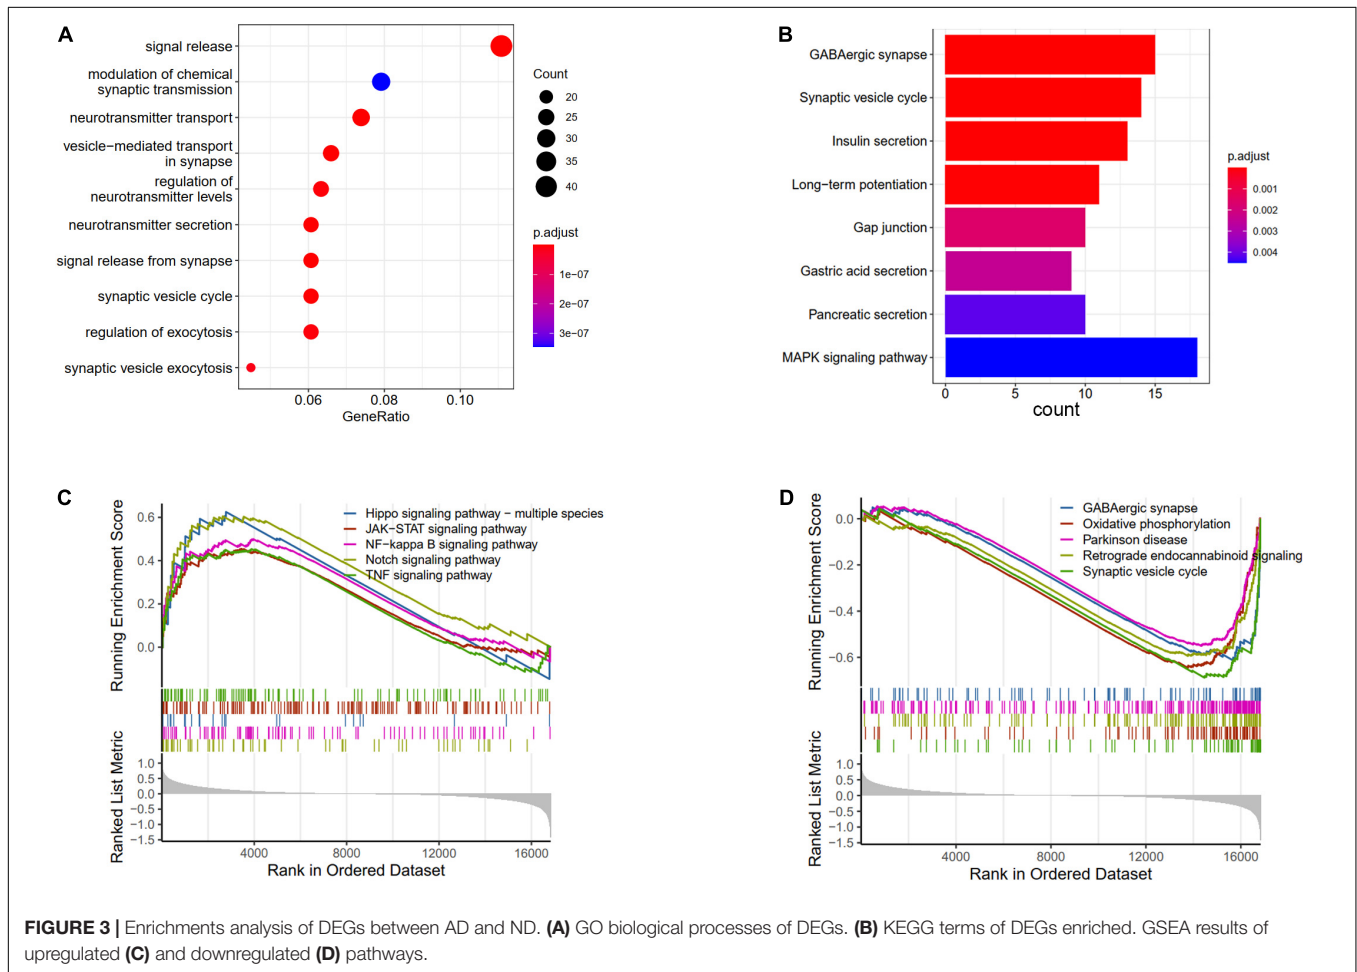 A
signal release
modulation of chemical
synaptic transmission
neurotransmitter transport
vesicle−mediated transport
in synapse
regulation of
neurotransmitter levels
neurotransmitter secretion
signal release from synapse
synaptic vesicle cycle
regulation of exocytosis
synaptic vesicle exocytosis
0.06 0.08 0.10
GeneRatio
Count
20
25
30
35
40
p.adjust
1e−07
2e−07
3e−07
B
GABAergic synapse
Synaptic vesicle cycle
Insulin secretion
Long−term potentiation
Gap junction
Gastric acid secretion
Pancreatic secretion
MAPK signaling pathway
0 5 10 15
count
p.adjust
0.001
0.002
0.003
0.004
C
Running Enrichment Score
0.6
0.4
0.2
0.0
Hippo signaling pathway − multiple species
JAK−STAT signaling pathway
NF−kappa B signaling pathway
Notch signaling pathway
TNF signaling pathway
Ranked List Metric
1.0
0.5
0.0
−0.5
−1.0
−1.5
4000 8000 12000 16000
Rank in Ordered Dataset
D
Running Enrichment Score
0.0
−0.2
−0.4
−0.6
GABAergic synapse
Oxidative phosphorylation
Parkinson disease
Retrograde endocannabinoid signaling
Synaptic vesicle cycle
Ranked List Metric
1.0
0.5
0.0
−0.5
−1.0
−1.5
4000 8000 12000 16000
Rank in Ordered Dataset
FIGURE 3 | Enrichments analysis of DEGs between AD and ND. (A) GO biological processes of DEGs. (B) KEGG terms of DEGs enriched. GSEA results of
upregulated (C) and downregulated (D) pathways.